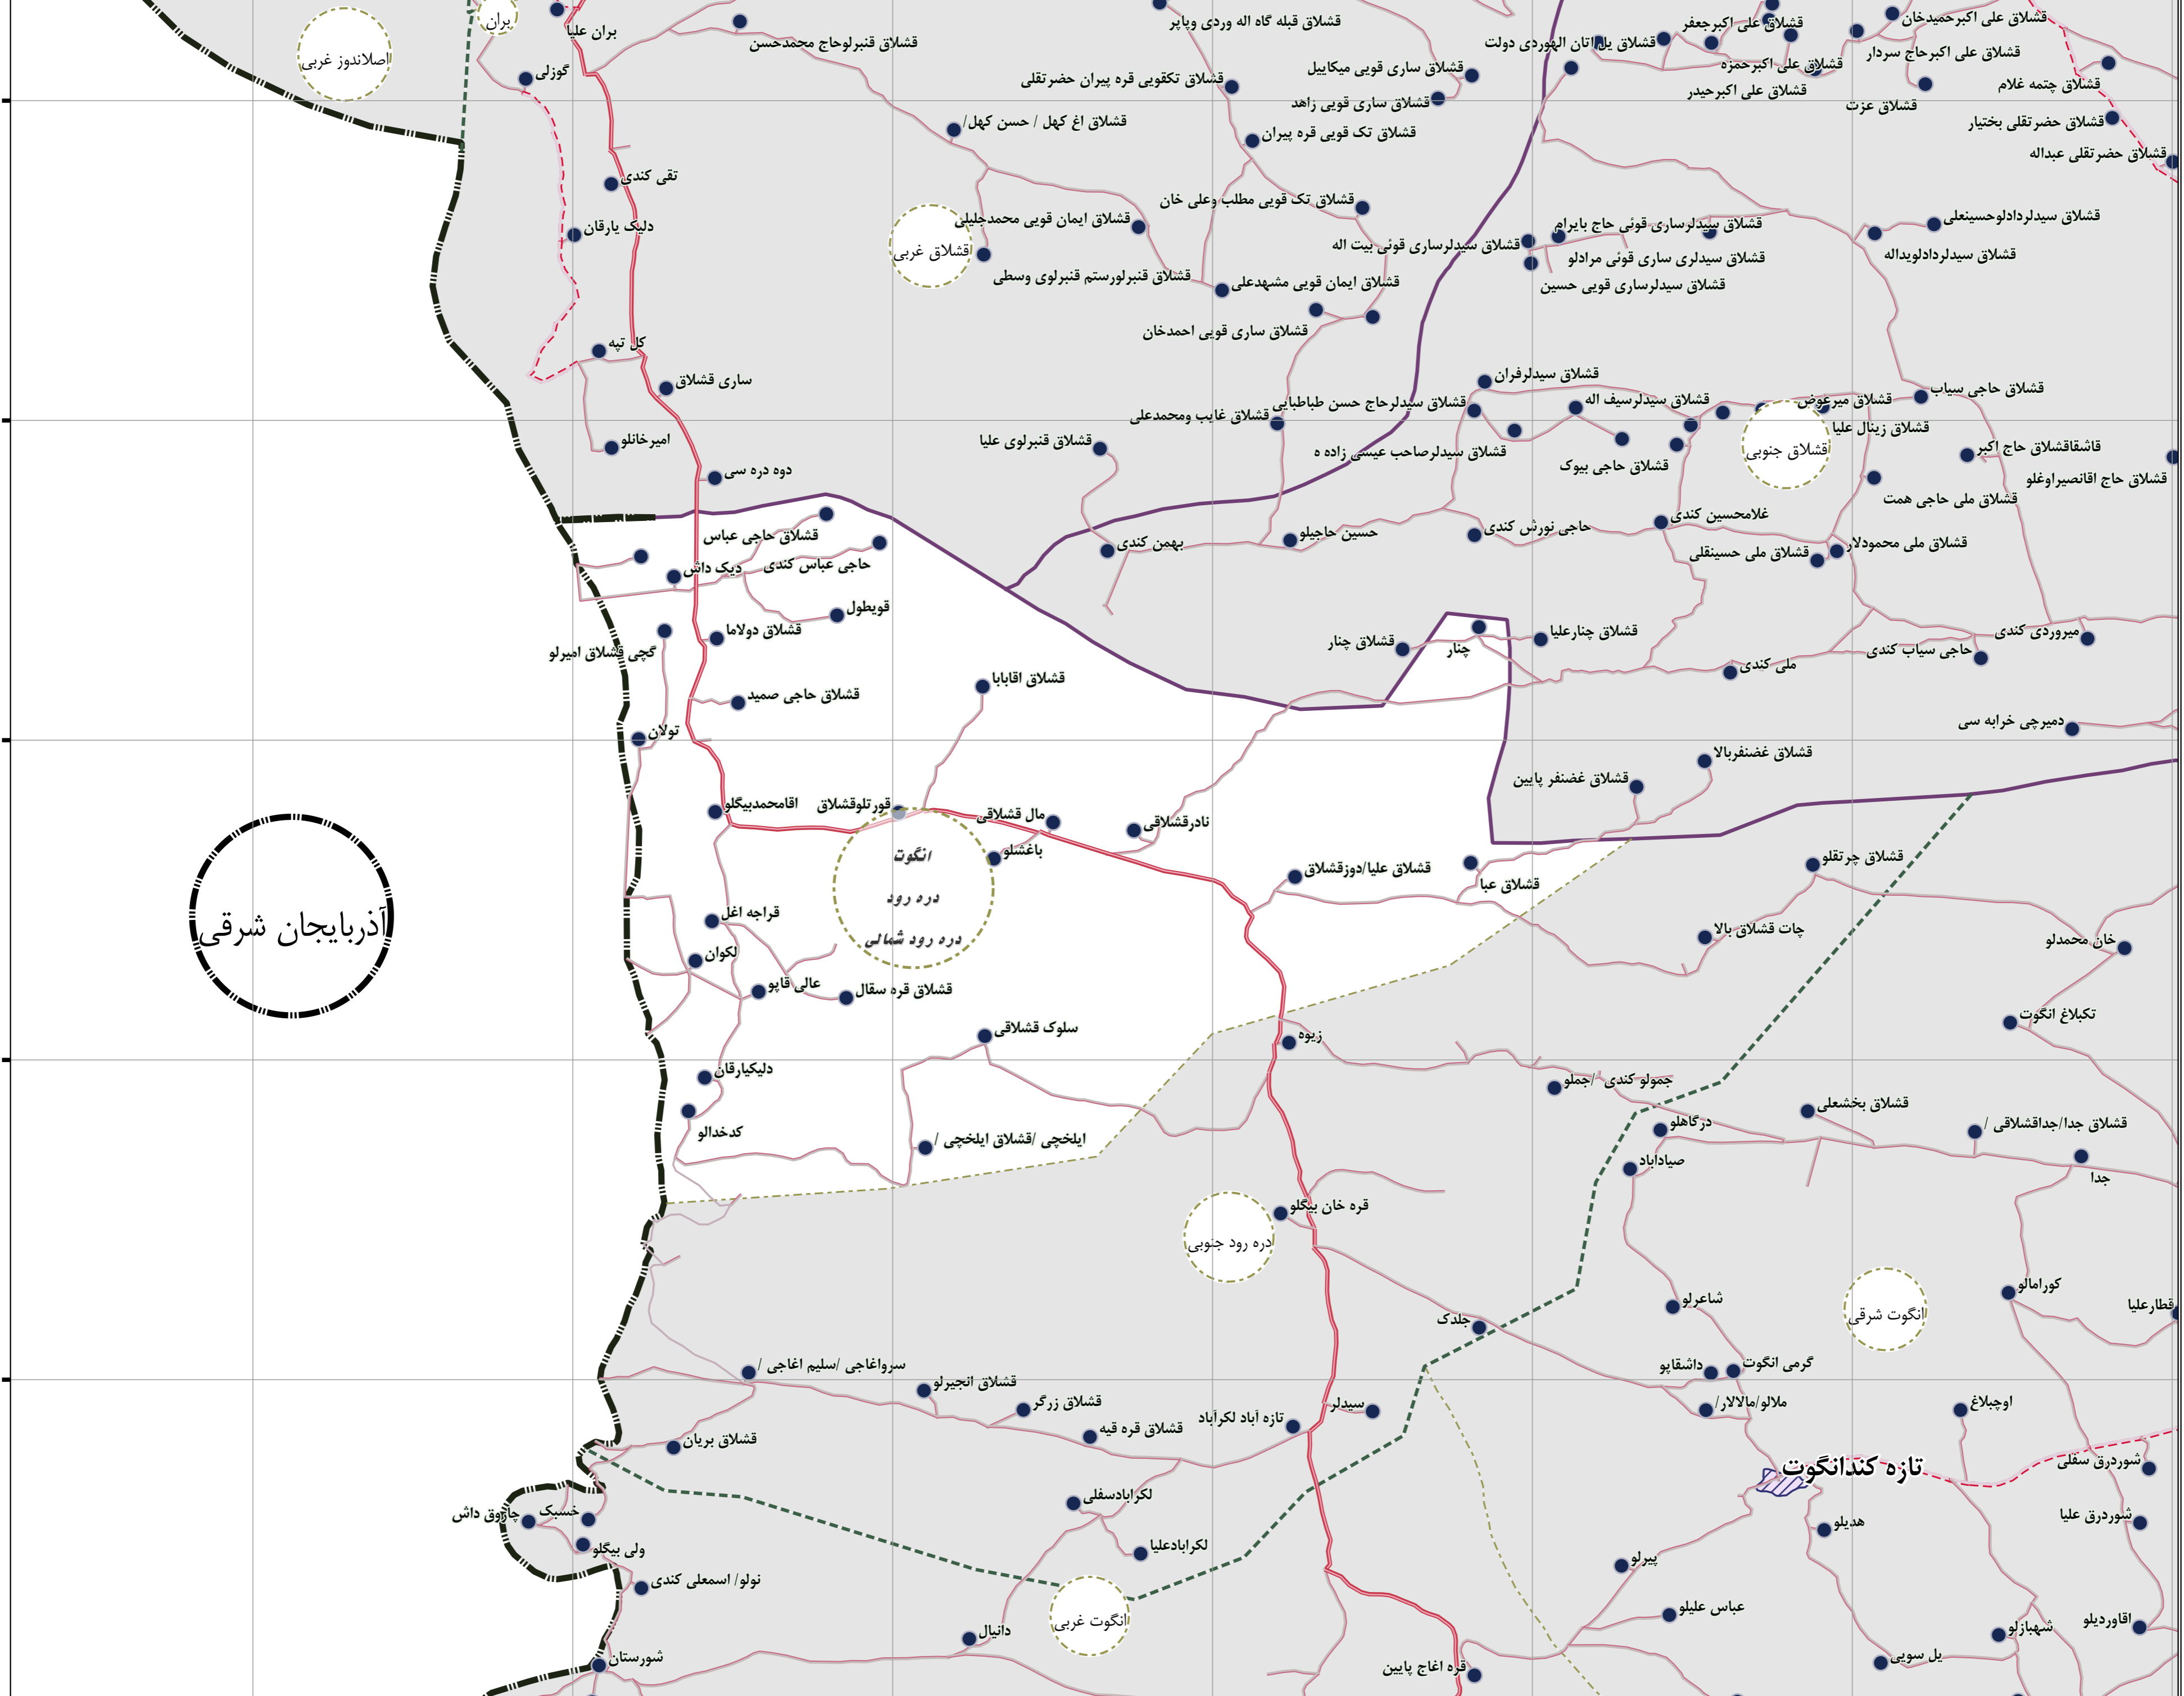 بران
بران علیا
اصلاندوز غربی
گوزلی
قشلاق قنبرلوحاج محمدحسن
قشلاق قبله گاه اله وردی وپاپر
قشلاق تکقویی قره پیران حضرتقلی
قشلاق ساری قویی میکاییل
قشلاق ساری قویی زاهد
قشلاق علی اکبرجعفر
قشلاق علی اکبرحمیدخان
قشلاق علی اکبرحمزه
قشلاق علی اکبرحاج سردار
قشلاق علی اکبرحیدر
قشلاق عزت
قشلاق چتمه غلام
قشلاق حضرتقلی بختیار
قشلاق حضرتقلی عبداله
قشلاق اغ کهل / حسن کهل/
قشلاق تک قویی قره پیران
تقی کندی
دلیک یارقان
قشلاق غربی
قشلاق ایمان قویی محمدجلیلی
قشلاق تک قویی مطلب وعلی خان
قشلاق سیدلرساری قوئی حاج بایرام
قشلاق سیدلرساری قوئی بیت اله
قشلاق سیدلری ساری قوئی مرادلو
قشلاق سیدلرساری قویی حسین
قشلاق سیدلردادلوحسینعلی
قشلاق سیدلردادلویداله
قشلاق قنبرلورستم قنبرلوی وسطی
قشلاق ایمان قویی مشهدعلی
قشلاق ساری قویی احمدخان
کل تپه
ساری قشلاق
امیرخانلو
دوه دره سی
قشلاق قنبرلوی علیا
قشلاق غایب ومحمدعلی
قشلاق سیدلرفران
قشلاق سیدلرحاج حسن طباطبایی
قشلاق سیدلرسیف اله
قشلاق سیدلرصاحب عیسی زاده ه
قشلاق حاجی بیوک
قشلاق میرعوض
قشلاق حاجی سیاب
قشلاق زینال علیا
قشلاق جنوبی
قاشقاقشلاق حاج اکبر
قشلاق حاج اقانصیراوغلو
قشلاق ملی حاجی همت
غلامحسین کندی
حاجی نورش کندی
حسین حاجیلو
بهمن کندی
قشلاق ملی محمودلار
قشلاق ملی حسینقلی
قشلاق حاجی عباس
حاجی عباس کندی
دیک داش
قویطول
قشلاق دولاما
گچی قشلاق امیرلو
قشلاق حاجی صمید
تولان
قشلاق اقابابا
قشلاق چنار
چنار
قشلاق چنارعلیا
ملی کندی
حاجی سیاب کندی
میروردی کندی
دمیرچی خرابه سی
قشلاق غضنفربالا
قشلاق غضنفر پایین
اقامحمدبیگلو
قورتلوقشلاق
مال قشلاقی
باغشلو
نادرقشلاقی
انگوت
دره رود
دره رود شمالی
آذربایجان شرقی
قشلاق علیا/دوزقشلاق
قشلاق عبا
قشلاق چرتقلو
چات قشلاق بالا
خان محمدلو
تکبلاغ انگوت
قراجه اغل
لکوان
عالی قاپو
قشلاق قره سقال
سلوک قشلاقی
زیوه
دلیکیارقان
کدخدالو
ایلخچی /قشلاق ایلخچی /
جمولو کندی /جملو/
درگاهلو
صیاداباد
قشلاق بخشعلی
قشلاق جدا/جداقشلاقی /
جدا
قره خان بیگلو
دره رود جنوبی
شاعرلو
انگوت شرقی
کورامالو
قطارعلیا
جلدک
داشقاپو
گرمی انگوت
ملالو/مالالار/
اوچبلاغ
سرواغاجی /سلیم اغاجی /
قشلاق انجیرلو
قشلاق زرگر
قشلاق قره قیه
تازه آباد لکرآباد
سیدلر
قشلاق بریان
تازه کندانگوت
شوردرق سفلی
شوردرق علیا
هدیلو
چاروق داش
خسبک
ولی بیگلو
نولو/ اسمعلی کندی
لکرابادسفلی
لکرابادعلیا
پیرلو
عباس علیلو
انگوت غربی
دانیال
شورستان
قره اغاج پایین
یل سویی
شهبازلو
اقاوردیلو